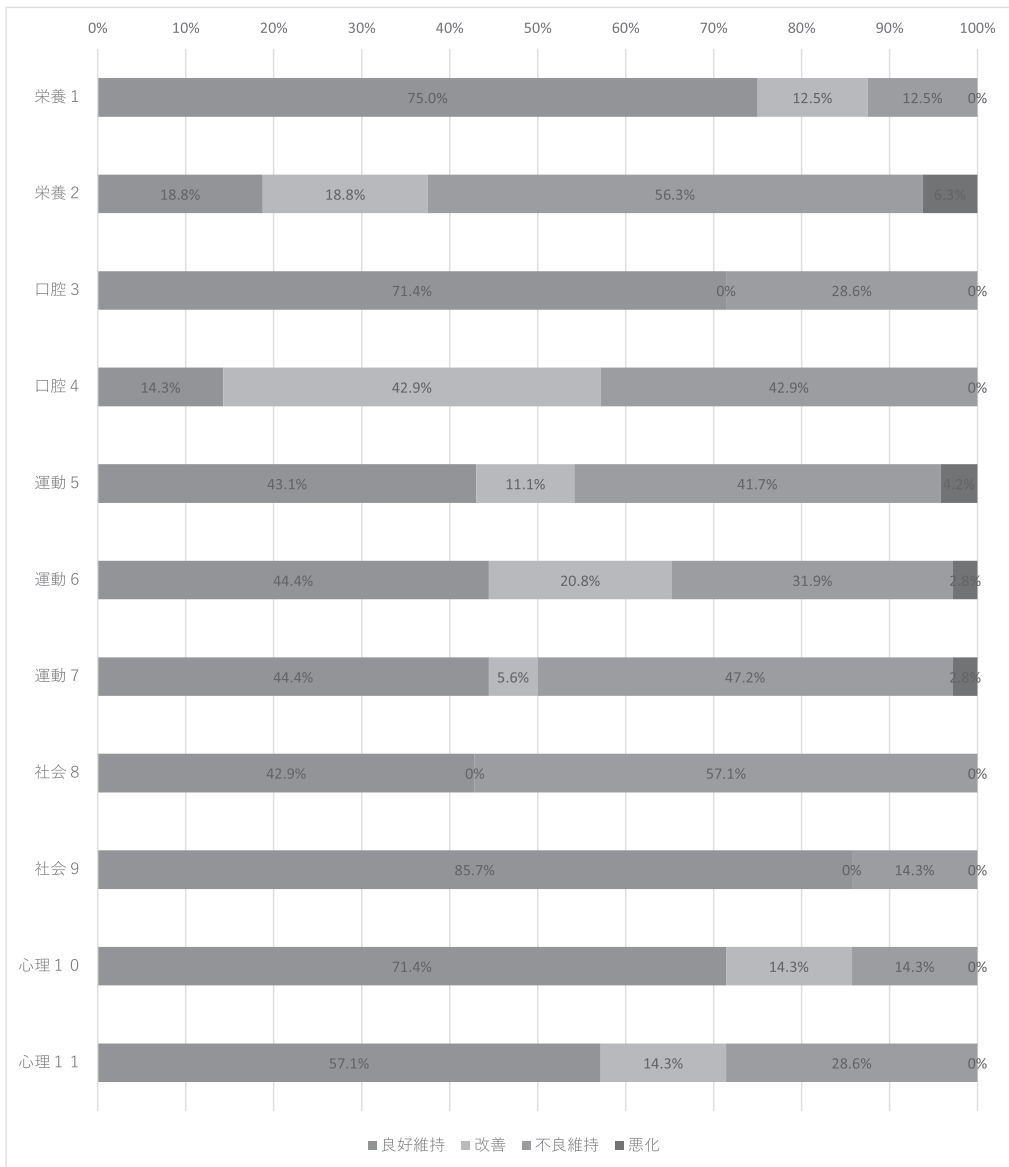 0% 10% 20% 30% 40% 50% 60% 70% 80% 90% 100%
栄養１ 75.0% 12.5% 12.5% 0%
栄養２ 18.8% 18.8% 56.3% 6.3%
口腔３ 71.4% 0% 28.6% 0%
口腔４ 14.3% 42.9% 42.9% 0%
運動５ 43.1% 11.1% 41.7% 4.2%
運動６ 44.4% 20.8% 31.9% 2.8%
運動７ 44.4% 5.6% 47.2% 2.8%
社会８ 42.9% 0% 57.1% 0%
社会９ 85.7% 0% 14.3% 0%
心理１０ 71.4% 14.3% 14.3% 0%
心理１１ 57.1% 14.3% 28.6% 0%
■良好維持 ■改善 ■不良維持 ■悪化